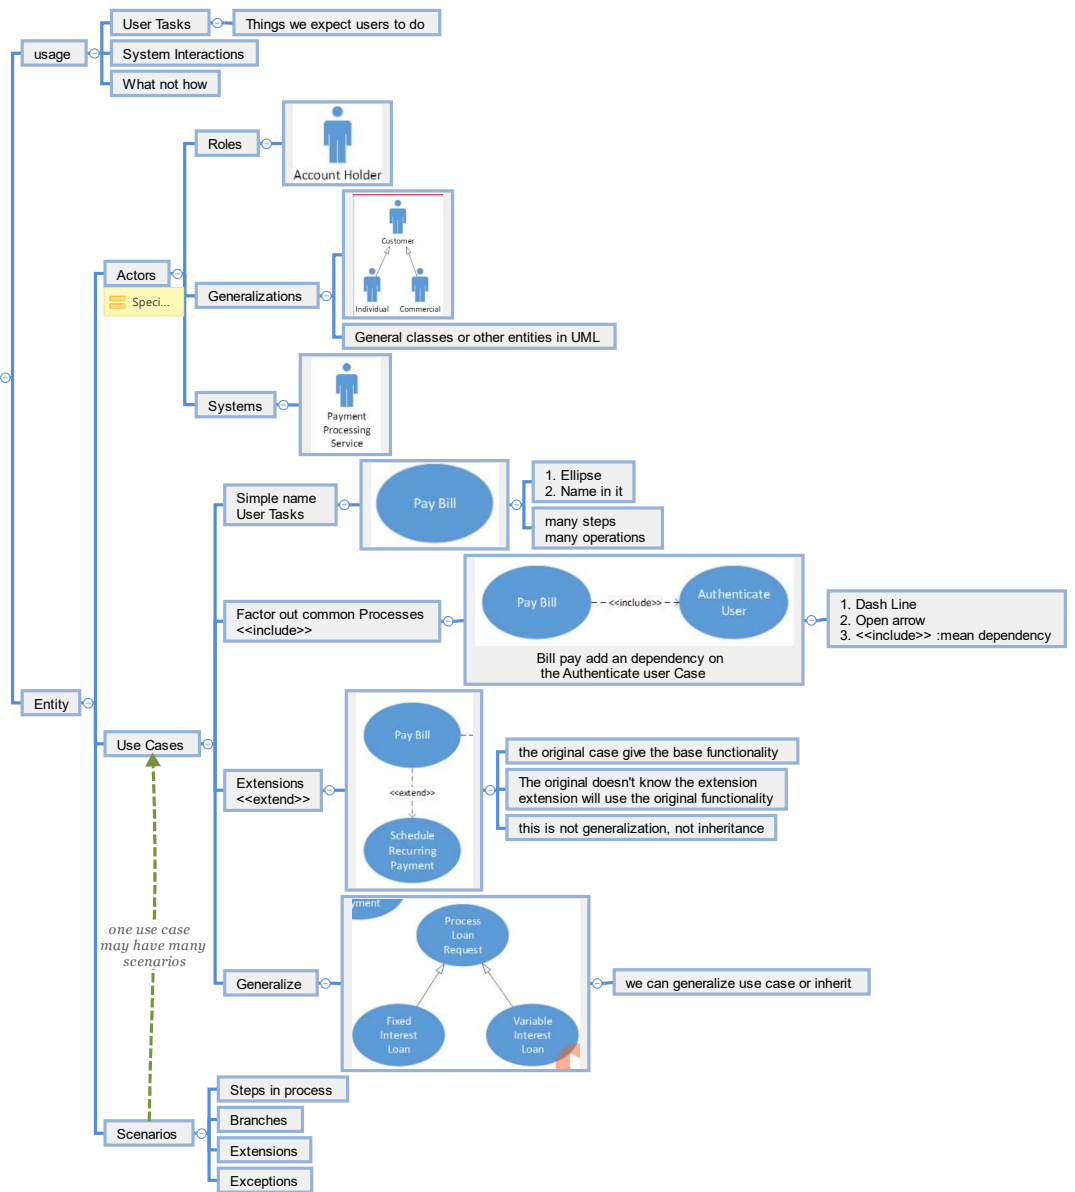 usage
User Tasks
Things we expect users to do
System Interactions
What not how
Entity
Actors
Speci...
Roles
Account Holder
Generalizations
Customer
Individual
Commercial
General classes or other entities in UML
Systems
Payment
Processing
Service
Use Cases
Simple name
User Tasks
Pay Bill
1. Ellipse
2. Name in it
many steps
many operations
Factor out common Processes
<<include>>
Pay Bill
<<include>>
Authenticate
User
Bill pay add an dependency on
the Authenticate user Case
1. Dash Line
2. Open arrow
3. <<include>> :mean dependency
Extensions
<<extend>>
Pay Bill
<<extend>>
Schedule
Recurring
Payment
the original case give the base functionality
The original doesn't know the extension
extension will use the original functionality
this is not generalization, not inheritance
Generalize
yment
Process
Loan
Request
Fixed
Interest
Loan
Variable
Interest
Loan
we can generalize use case or inherit
one use case
may have many
scenarios
Scenarios
Steps in process
Branches
Extensions
Exceptions